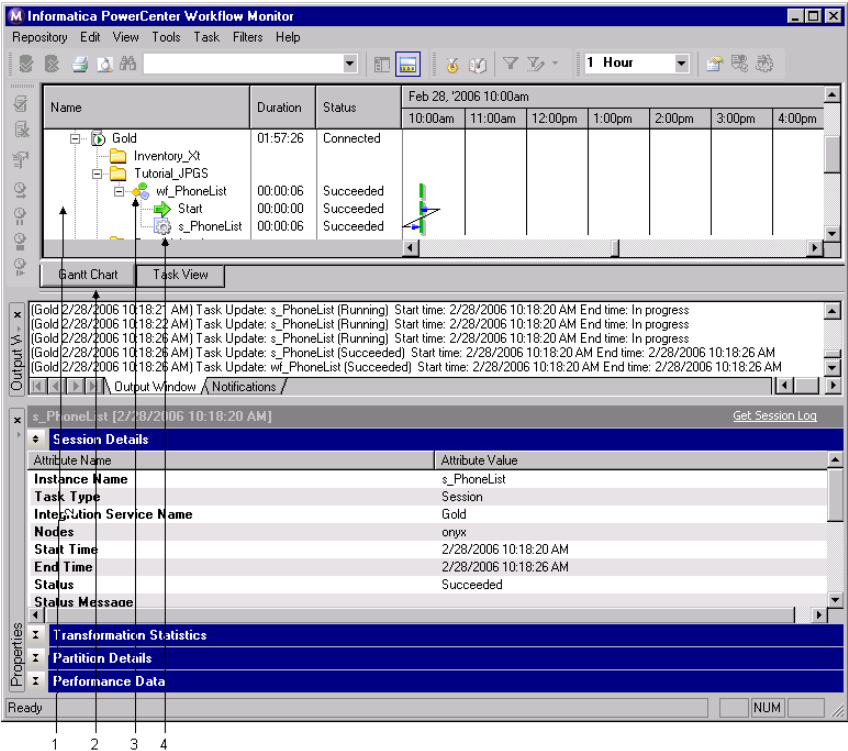 Informatica PowerCenter Workflow Monitor
Repository Edit View Tools Task Filters Help
1 Hour
Name Duration Status Feb 28, '2006 10:00am
10:00am 11:00am 12:00pm 1:00pm 2:00pm 3:00pm 4:00pm
Gold 01:57:26 Connected
Inventory_Xt
Tutorial_JPGS
wf_PhoneList 00:00:06 Succeeded
Start 00:00:00 Succeeded
s_PhoneList 00:00:06 Succeeded
Gantt Chart Task View
(Gold 2/28/2006 10:18:21 AM) Task Update: s_PhoneList (Running) Start time: 2/28/2006 10:18:20 AM End time: In progress
(Gold 2/28/2006 10:18:22 AM) Task Update: s_PhoneList (Running) Start time: 2/28/2006 10:18:20 AM End time: In progress
(Gold 2/28/2006 10:18:26 AM) Task Update: s_PhoneList (Running) Start time: 2/28/2006 10:18:20 AM End time: In progress
(Gold 2/28/2006 10:18:26 AM) Task Update: s_PhoneList (Succeeded) Start time: 2/28/2006 10:18:20 AM End time: 2/28/2006 10:18:26 AM
(Gold 2/28/2006 10:18:26 AM) Task Update: wf_PhoneList (Succeeded) Start time: 2/28/2006 10:18:20 AM End time: 2/28/2006 10:18:26 AM
Output W
Output Window Notifications
s_PhoneList [2/28/2006 10:18:20 AM] Get Session Log
Session Details
Attribute Name Attribute Value
Instance Name s_PhoneList
Task Type Session
Integration Service Name Gold
Nodes onyx
Start Time 2/28/2006 10:18:20 AM
End Time 2/28/2006 10:18:26 AM
Status Succeeded
Status Message
Transformation Statistics
Partition Details
Performance Data
Properties
Ready NUM
1 2 3 4